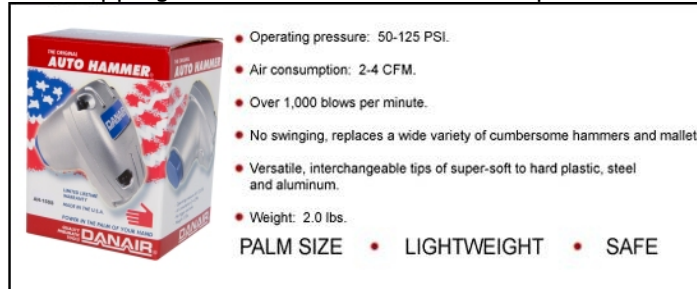 THE ORIGINAL
AUTO HAMMER
AUTO HAMMER
DANAIR
LIMITED LIFETIME
WARRANTY
MADE IN THE U.S.A.
POWER IN THE PALM OF YOUR HAND
DANAIR
• Operating pressure: 50-125 PSI.
• Air consumption: 2-4 CFM.
• Over 1,000 blows per minute.
• No swinging, replaces a wide variety of cumbersome hammers and mallet
• Versatile, interchangeable tips of super-soft to hard plastic, steel
and aluminum.
• Weight: 2.0 lbs.
PALM SIZE • LIGHTWEIGHT • SAFE